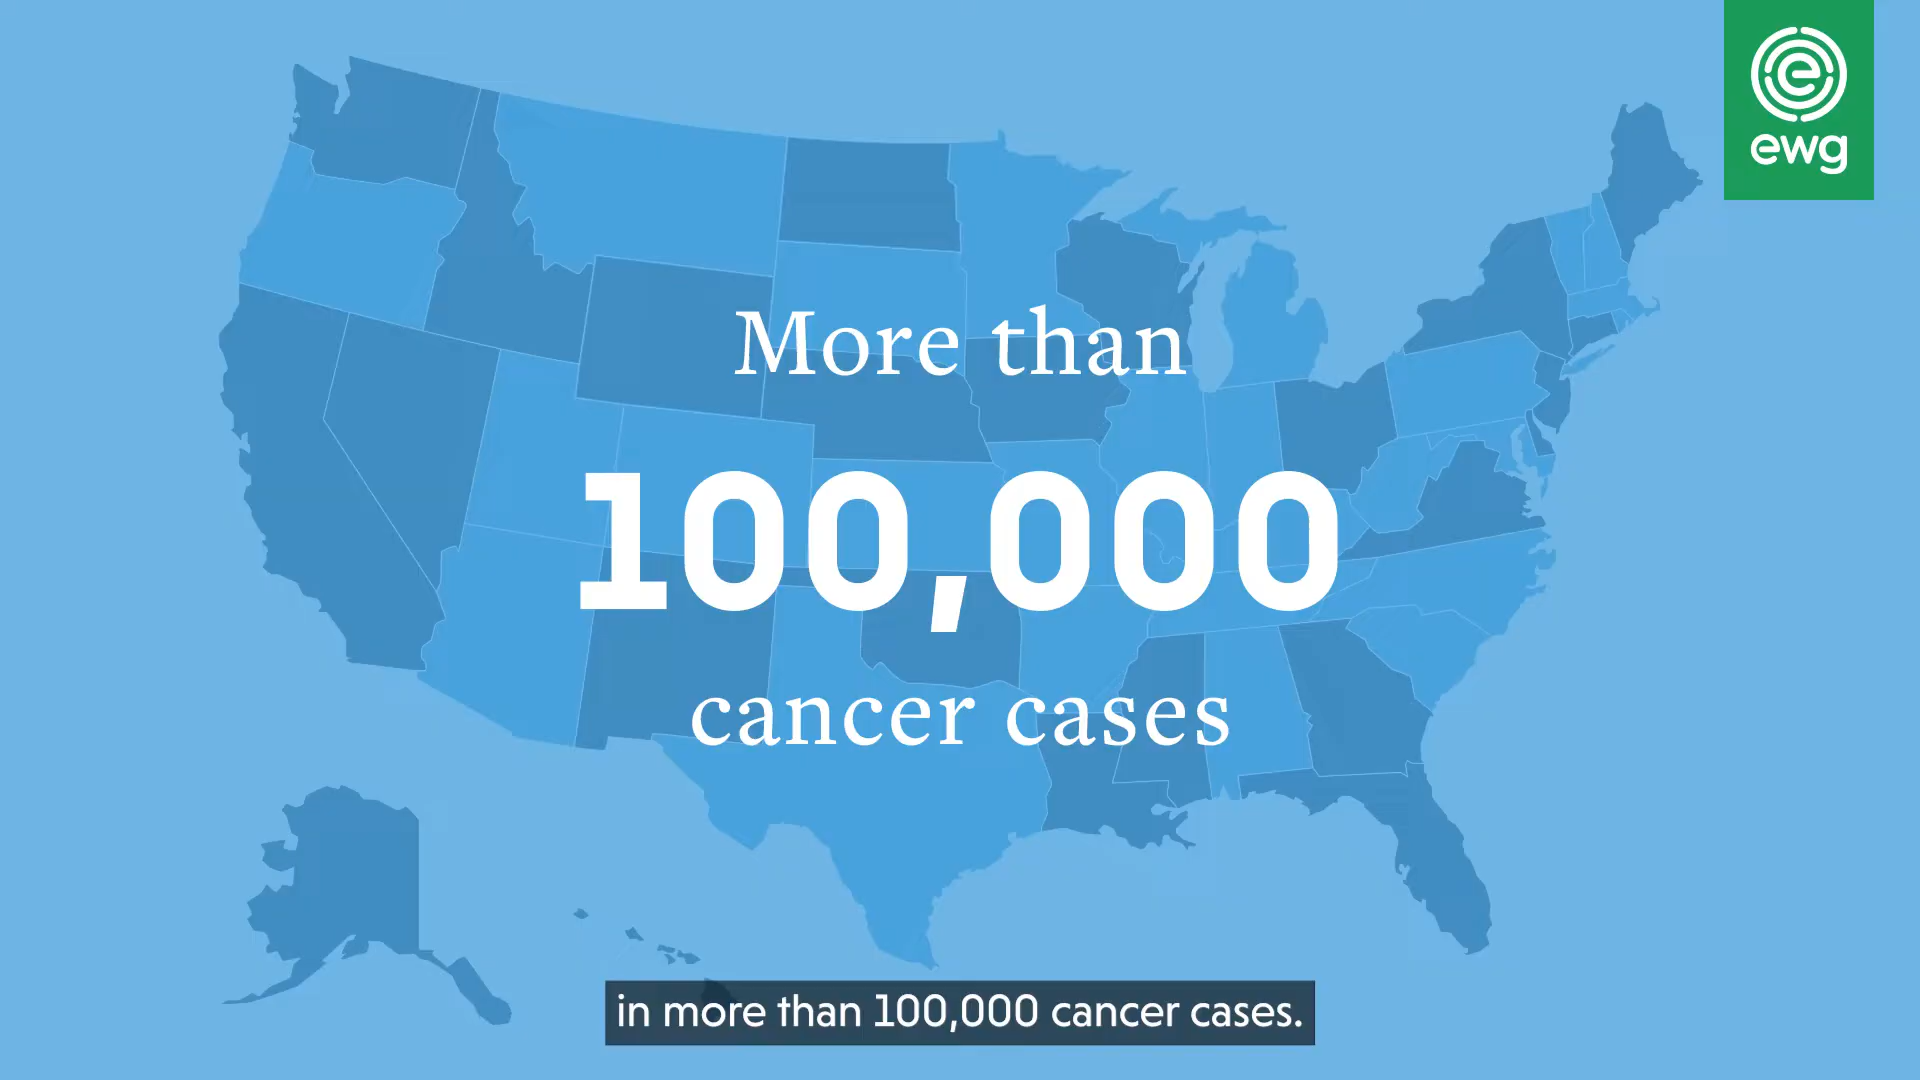 ewg
More than
100,000
cancer cases
in more than 100,000 cancer cases.